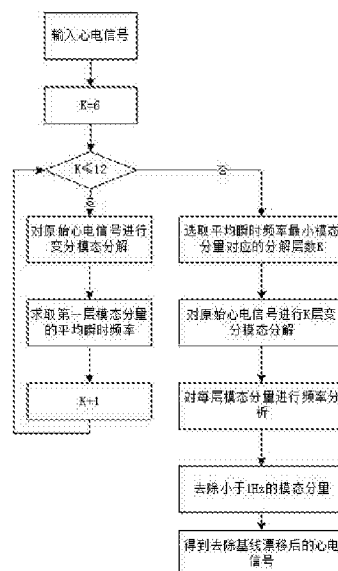 输入心电信号
K=6
K≤12
否
否
对原始心电信号进行
变分模态分解
求取第一层模态分量
的平均瞬时频率
K+1
选取平均瞬时频率最小模态
分量对应的分解层数K
对原始心电信号进行K层变
分模态分解
对每层模态分量进行频率分
析
去除小于1Hz的模态分量
得到去除基线漂移后的心电
信号